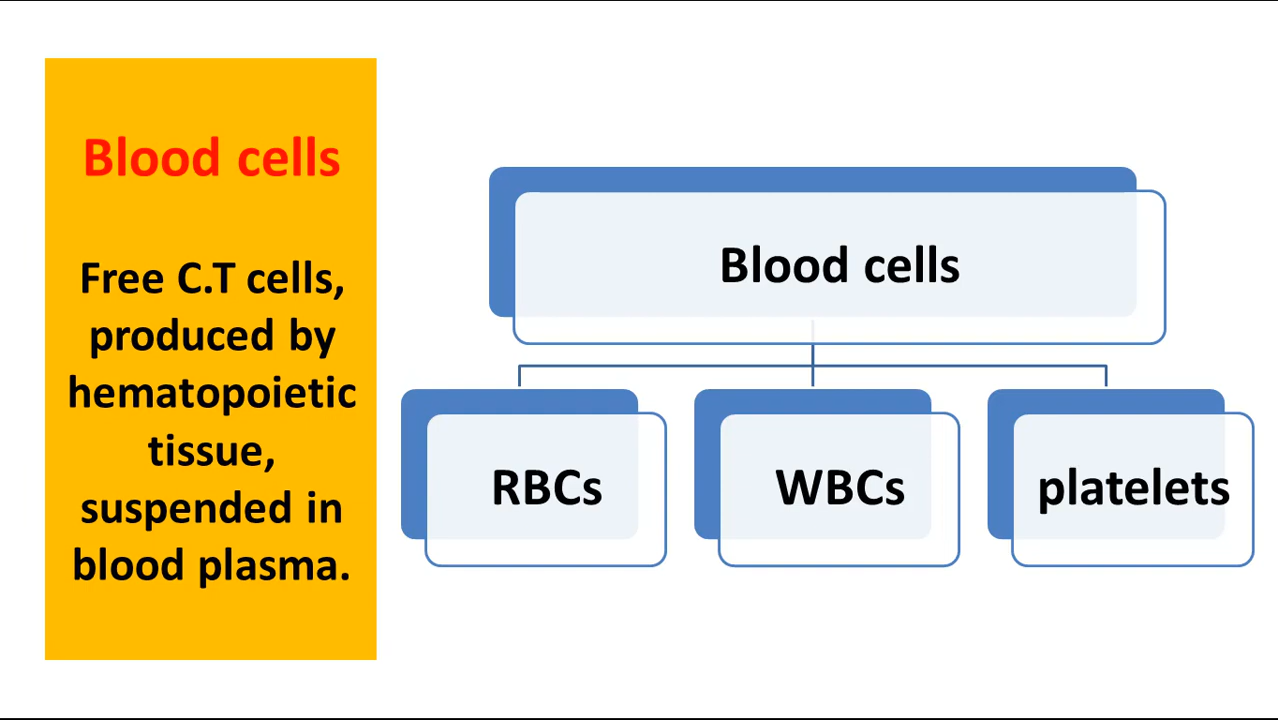 Blood cells
Free C.T cells,
produced by
hematopoietic
tissue,
suspended in
blood plasma.
Blood cells
RBCs
WBCs
platelets